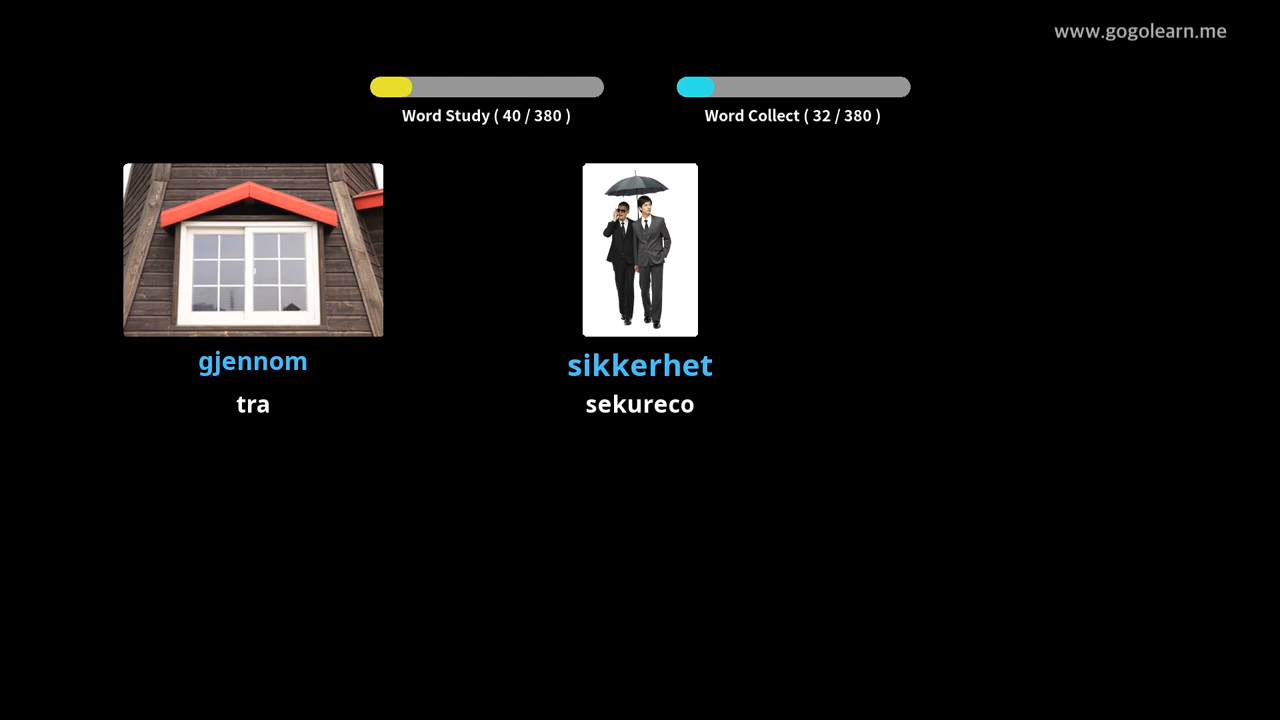 www.gogolearn.me
Word Study ( 40 / 380 )
Word Collect ( 32 / 380 )
gjennom
tra
sikkerhet
sekureco